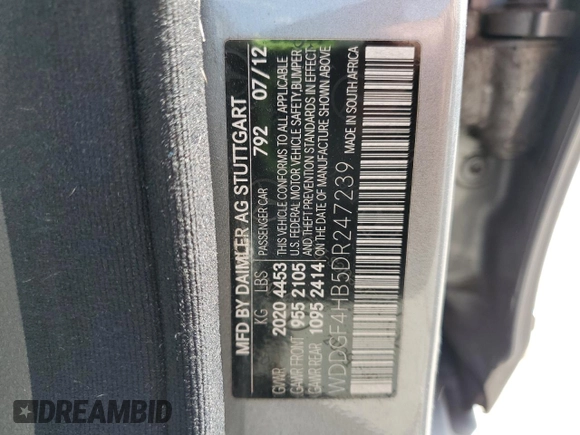 MFD BY DAIMLER AG STUTTGART
KG LBS PASSENGER CAR 792 07/12
GVWR 2020 4453 THIS VEHICLE CONFORMS TO ALL APPLICABLE
GAWR FRONT 955 2105 U.S. FEDERAL MOTOR VEHICLE SAFETY, BUMPER
AND THEFT PREVENTION STANDARDS IN EFFECT
GAWR REAR 1095 2414 ON THE DATE OF MANUFACTURE SHOWN ABOVE
WDDGF4HB5DR247239 MADE IN SOUTH AFRICA
DREAMBID